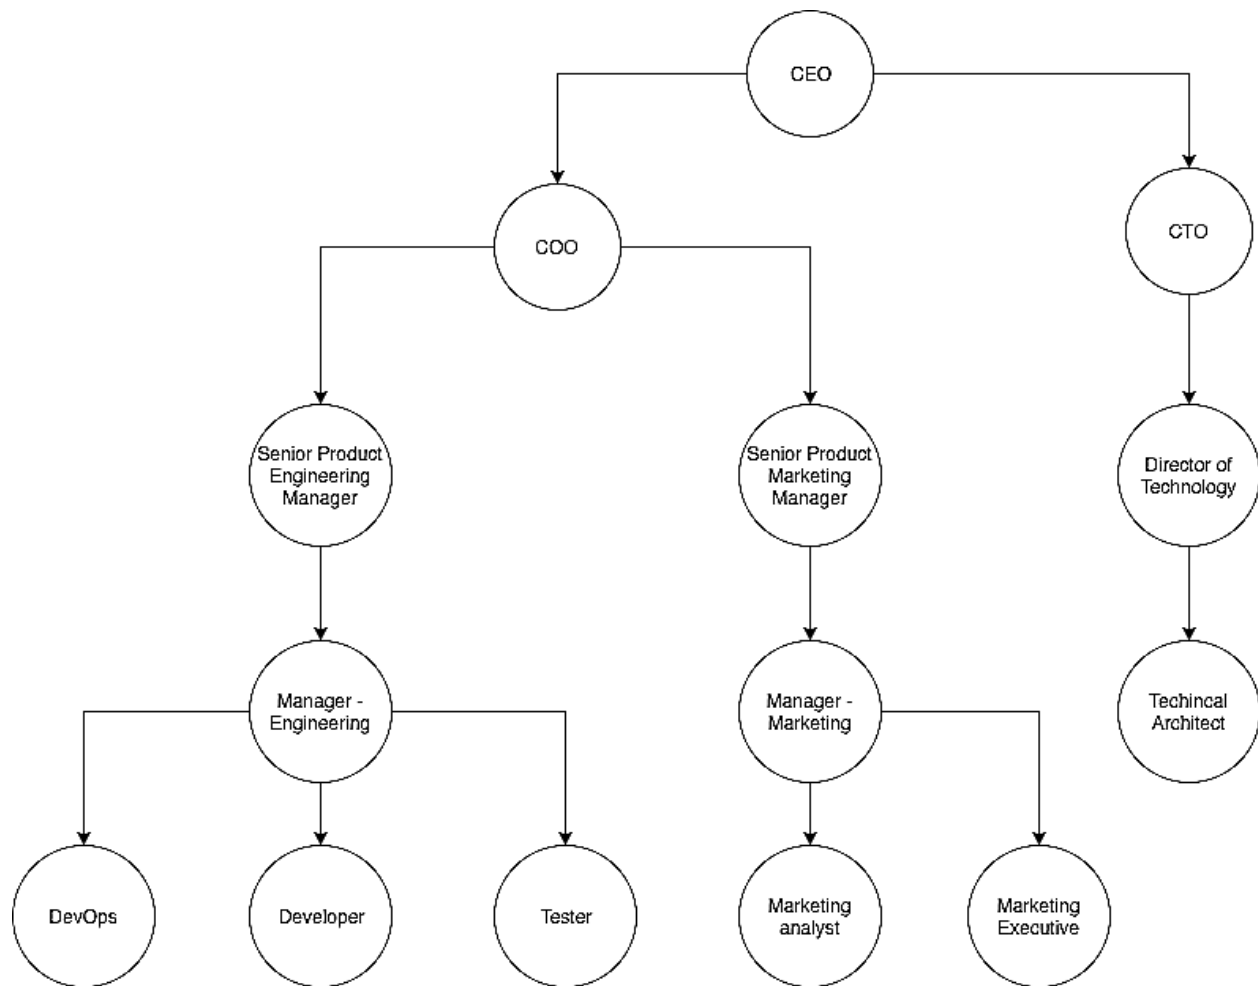 CEO
COO
CTO
Senior Product
Engineering
Manager
Senior Product
Marketing
Manager
Director of
Technology
Manager -
Engineering
Manager -
Marketing
Techincal
Architect
DevOps
Developer
Tester
Marketing
analyst
Marketing
Executive